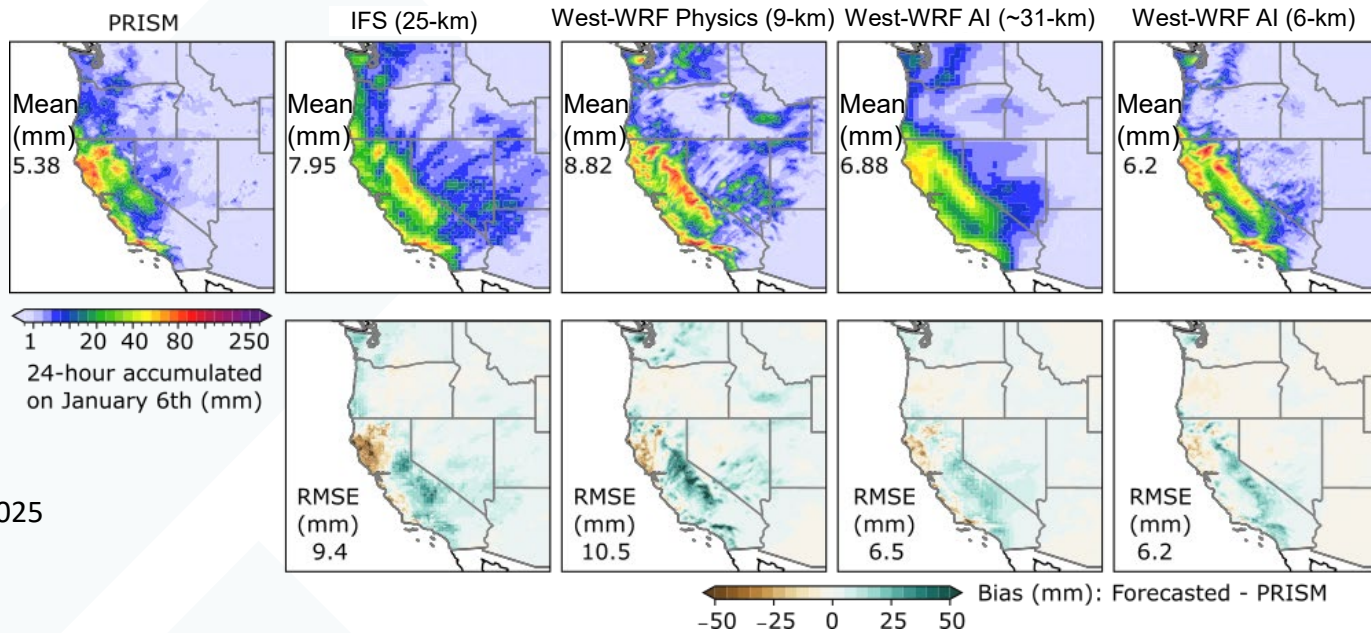 PRISM
IFS (25-km)
West-WRF Physics (9-km)
West-WRF AI (~31-km)
West-WRF AI (6-km)
Mean
(mm)
5.38
Mean
(mm)
7.95
Mean
(mm)
8.82
Mean
(mm)
6.88
Mean
(mm)
6.2
1 20 40 80 250
24-hour accumulated
on January 6th (mm)
025
RMSE
(mm)
9.4
RMSE
(mm)
10.5
RMSE
(mm)
6.5
RMSE
(mm)
6.2
Bias (mm): Forecasted - PRISM
−50 −25 0 25 50